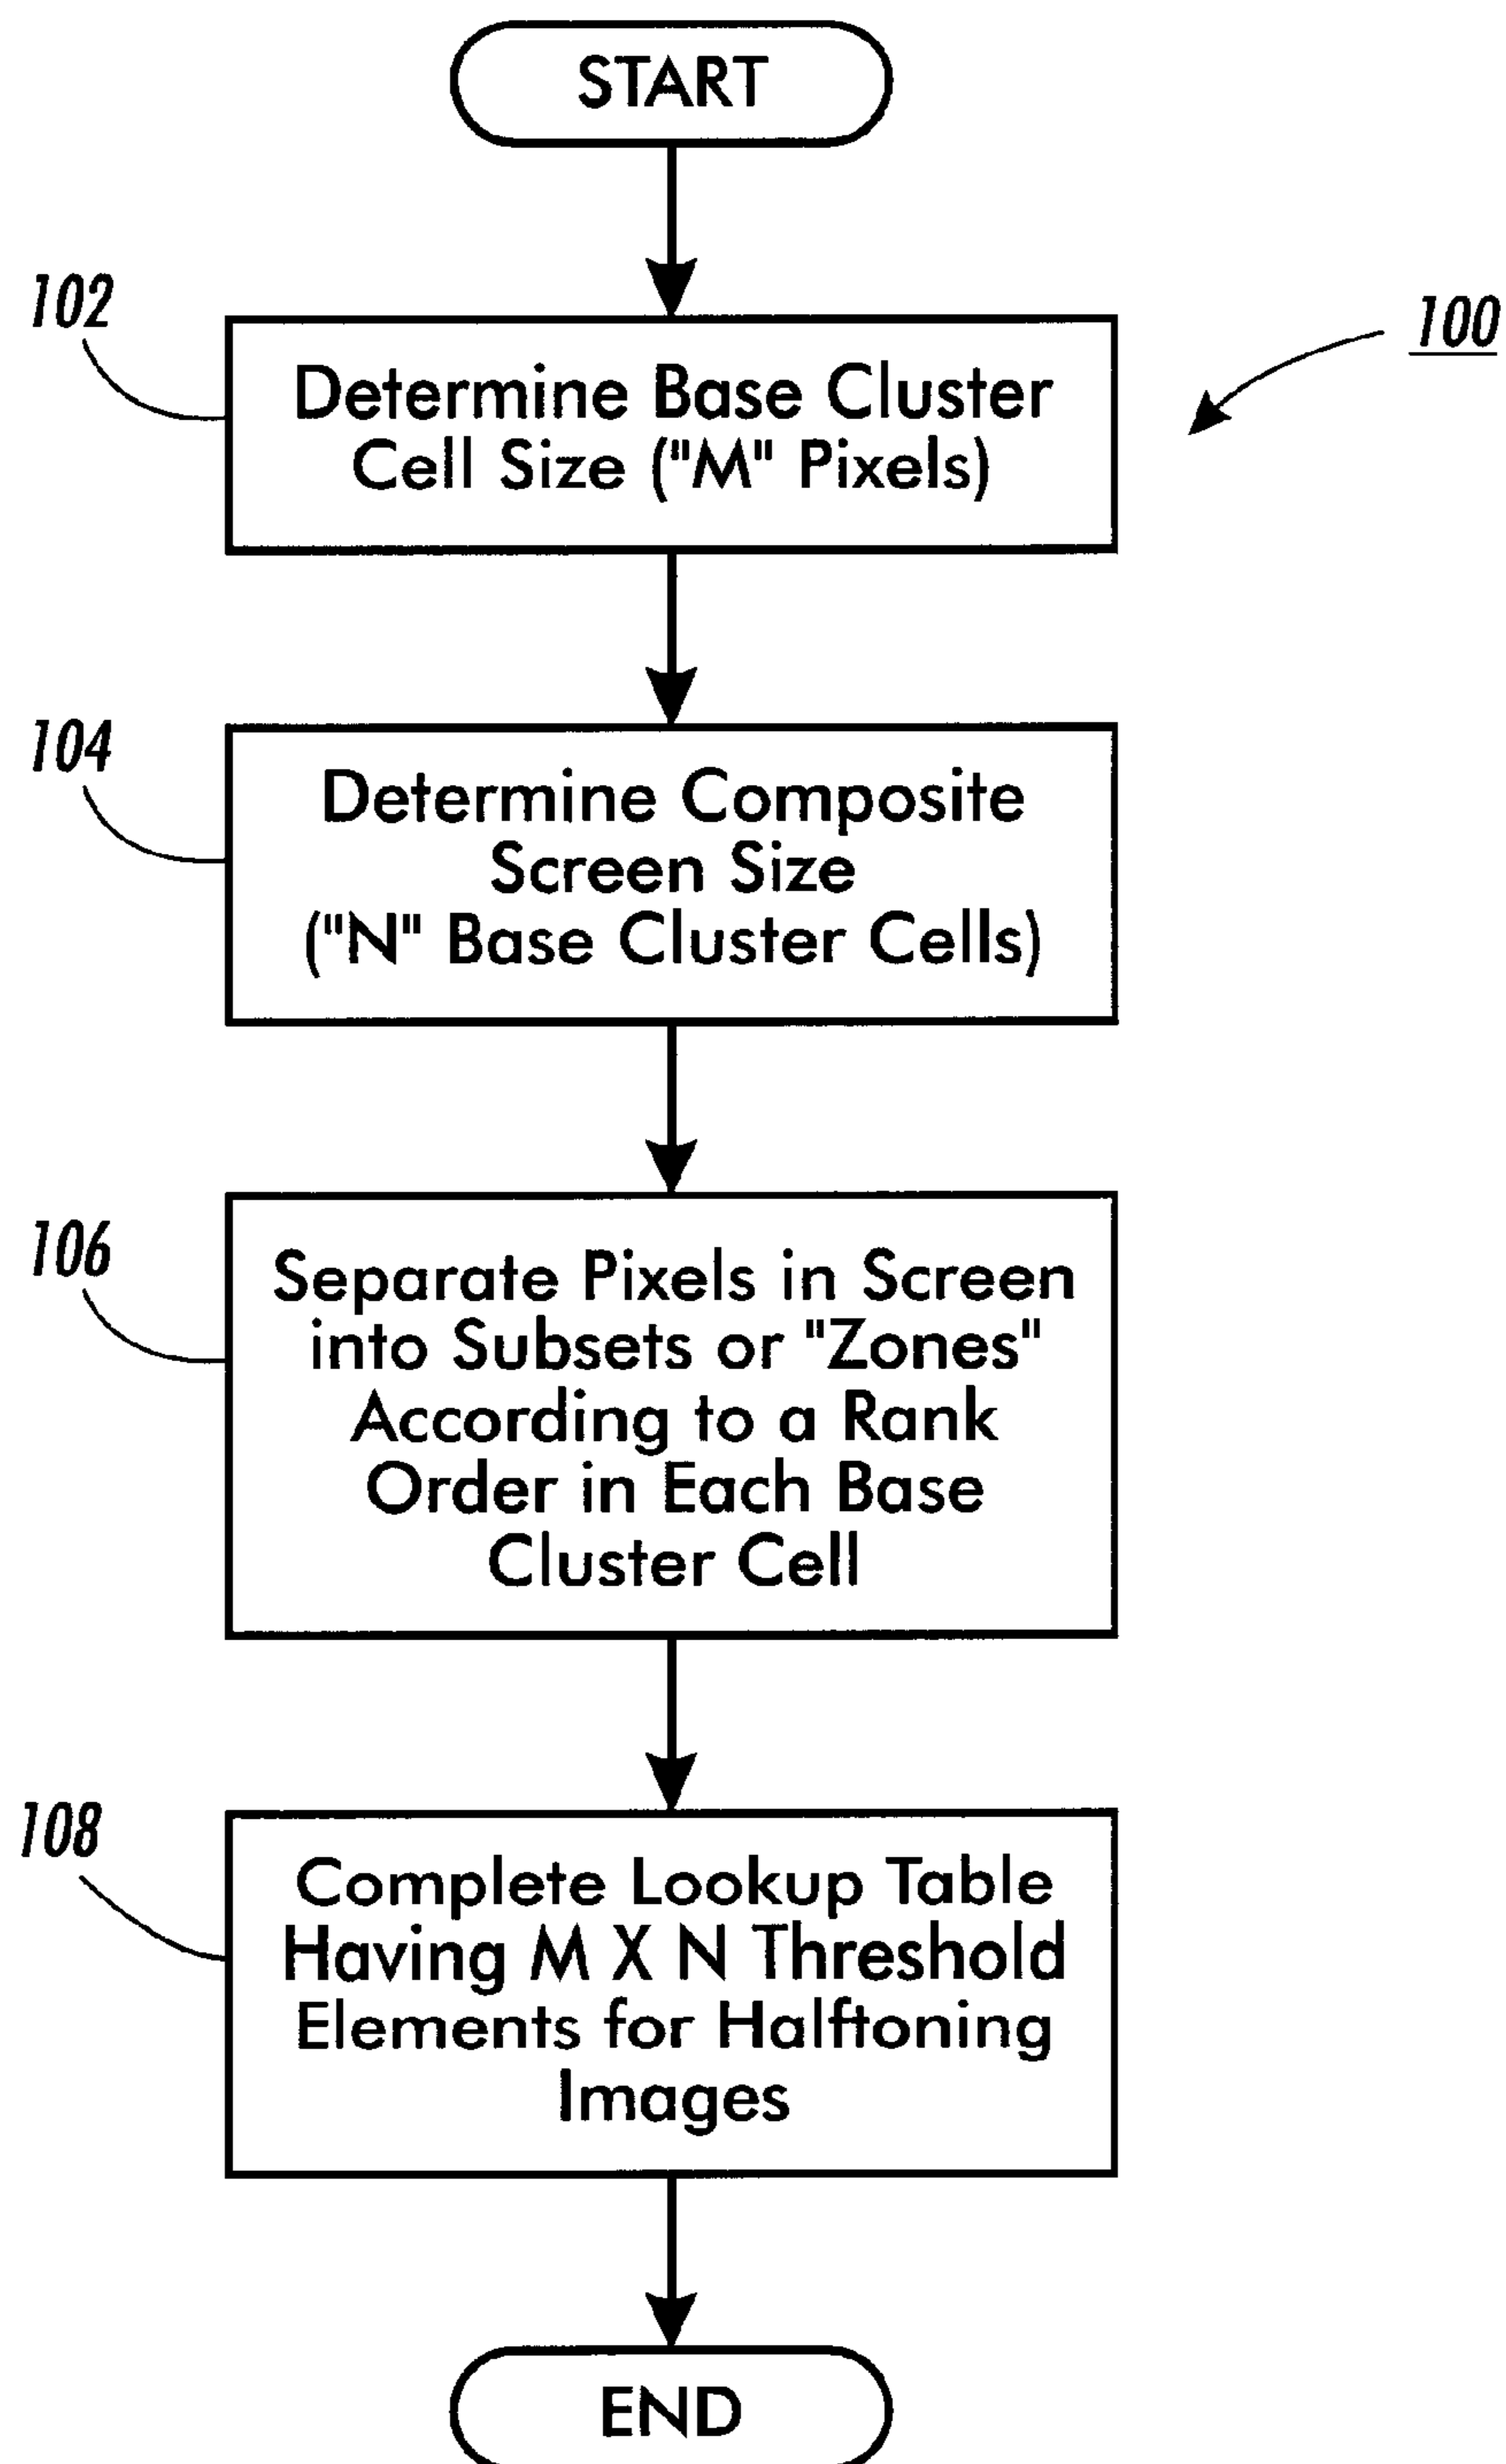 START
102
100
Determine Base Cluster
Cell Size ("M" Pixels)
104
Determine Composite
Screen Size
("N" Base Cluster Cells)
106
Separate Pixels in Screen
into Subsets or "Zones"
According to a Rank
Order in Each Base
Cluster Cell
108
Complete Lookup Table
Having M X N Threshold
Elements for Halftoning
Images
END